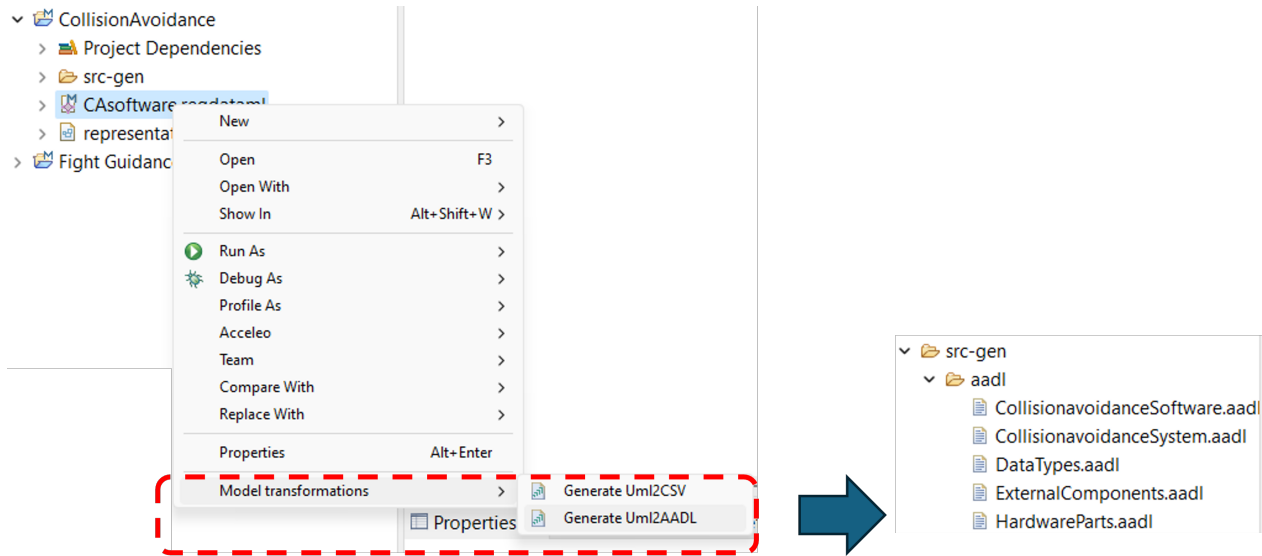 CollisionAvoidance
Project Dependencies
src-gen
CAsoftware.reqdataml
representat
Fight Guidanc
New
Open F3
Open With
Show In Alt+Shift+W
Run As
Debug As
Profile As
Acceleo
Team
Compare With
Replace With
Properties Alt+Enter
Model transformations
Generate Uml2CSV
Generate Uml2AADL
Properties
src-gen
aadl
CollisionavoidanceSoftware.aadl
CollisionavoidanceSystem.aadl
DataTypes.aadl
ExternalComponents.aadl
HardwareParts.aadl